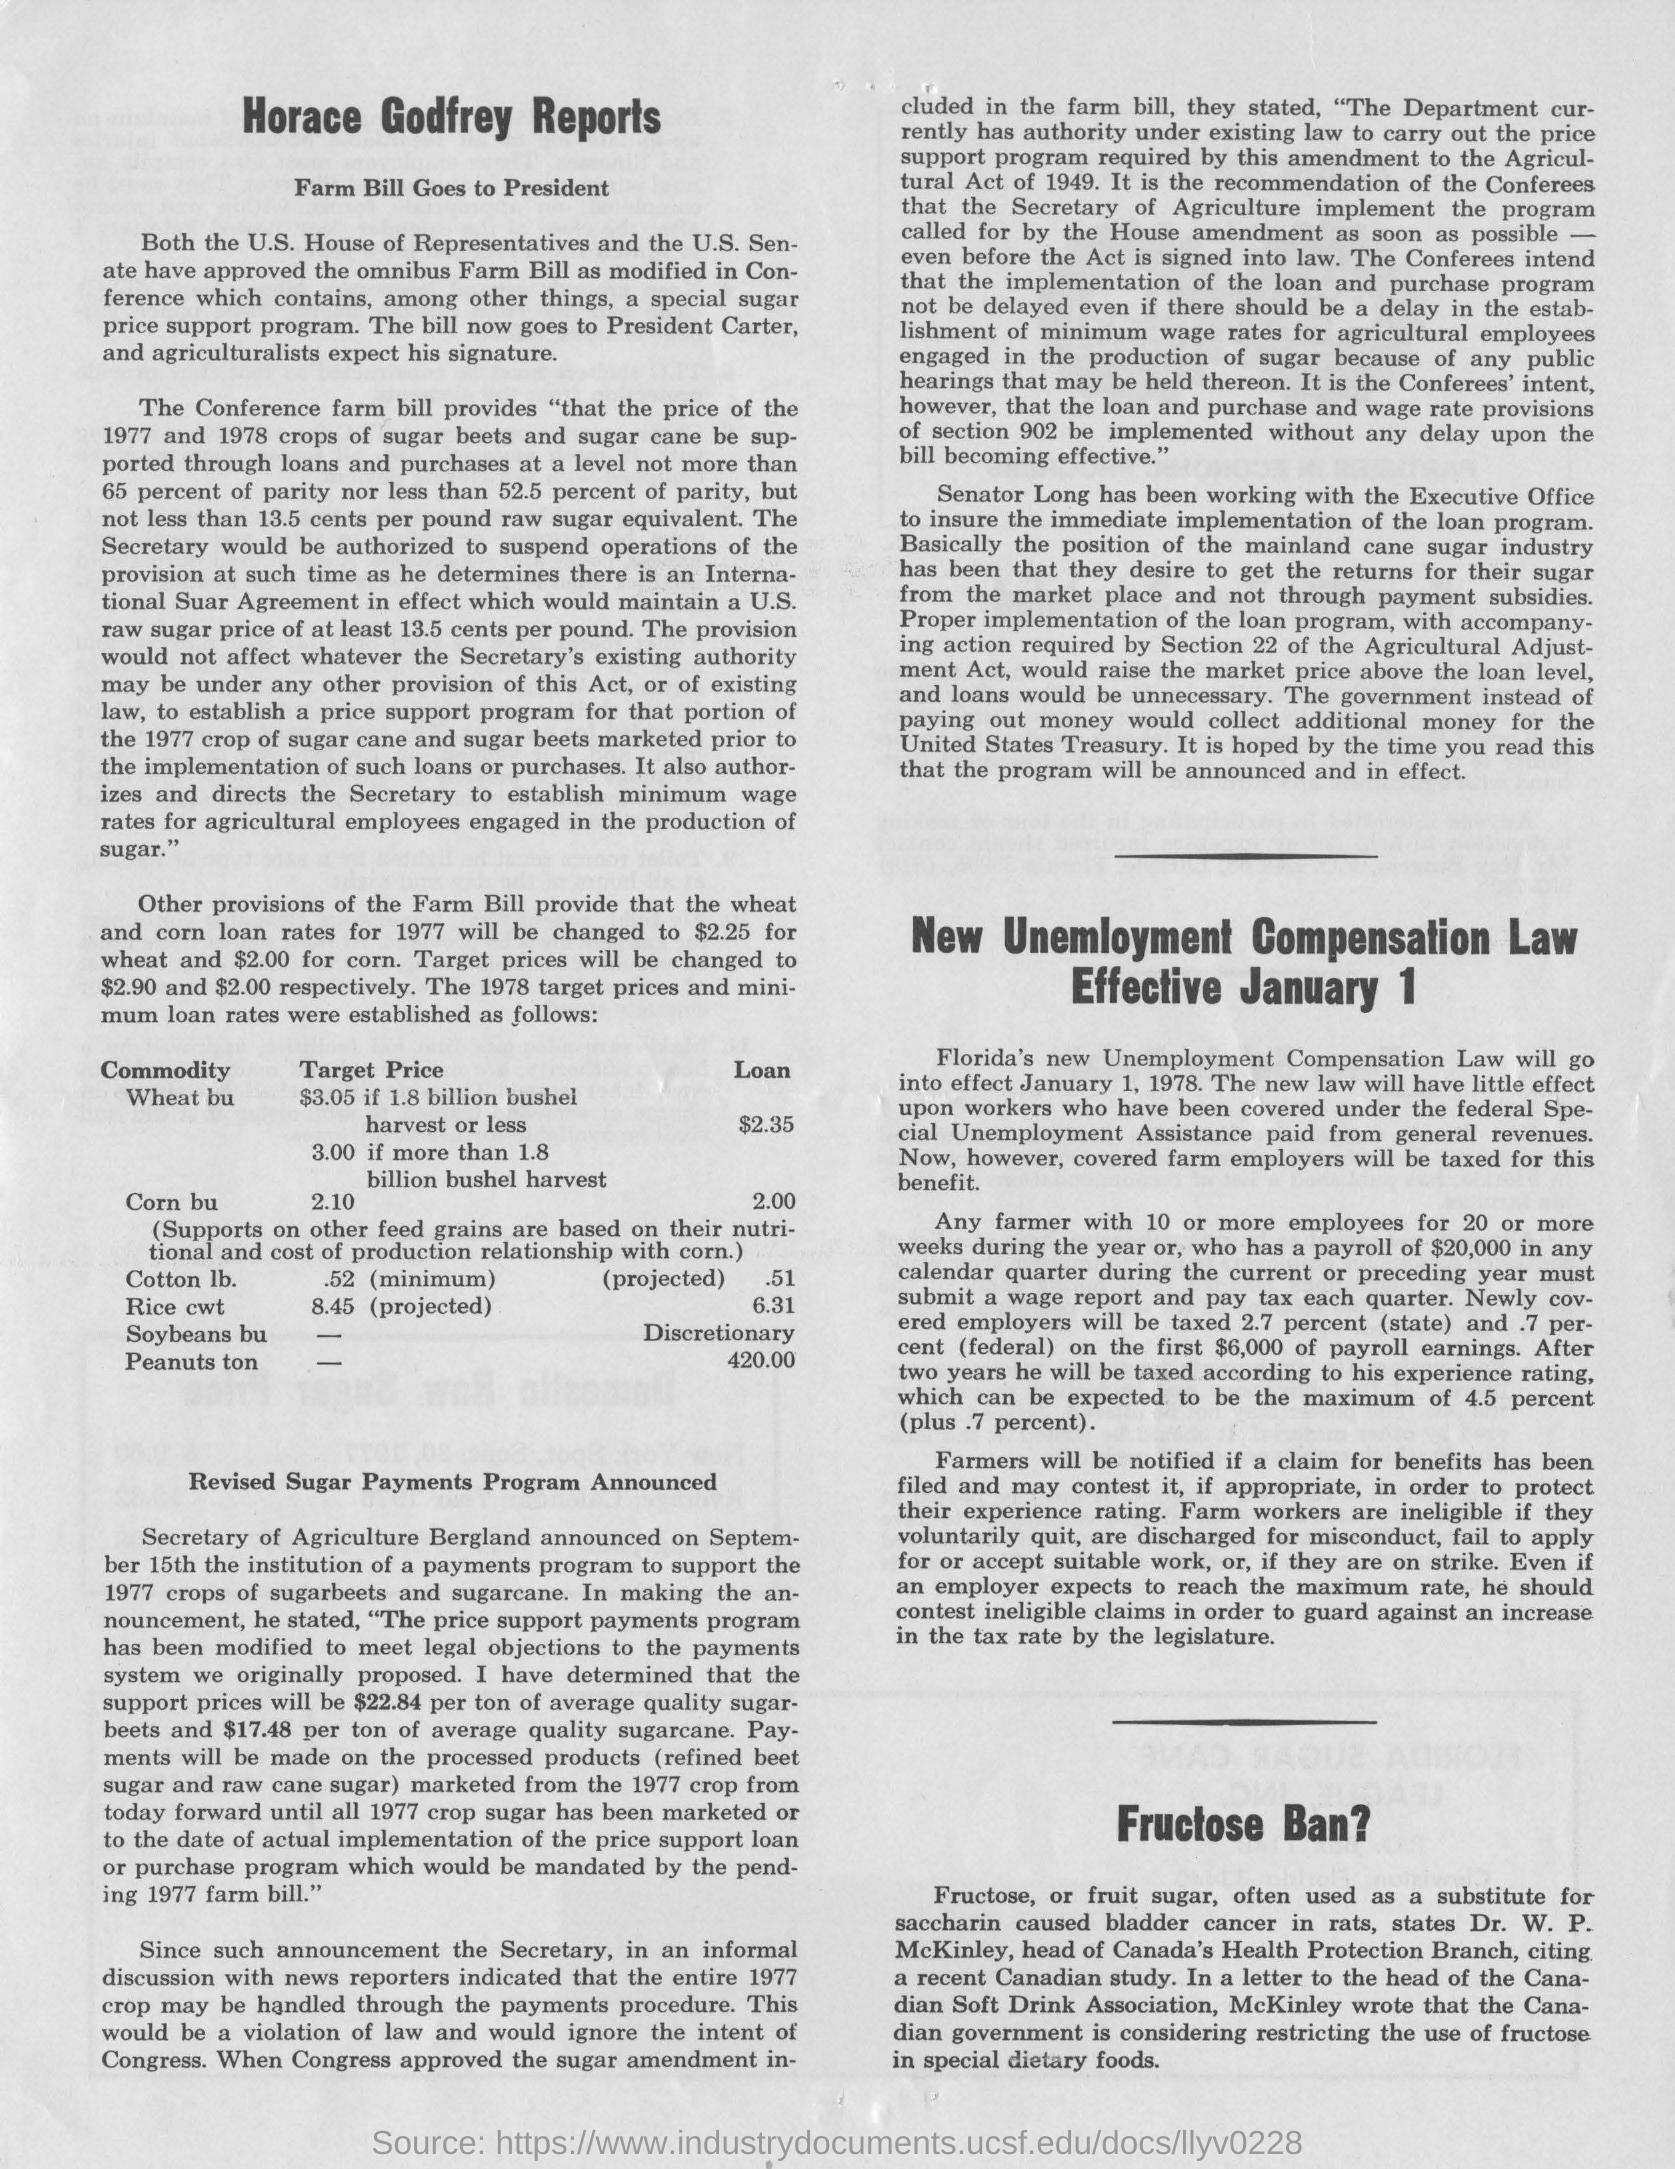 Horace Godfrey Reports
Farm Bill Goes to President
Both the U.S. House of Representatives and the U.S. Sen-
ate have approved the omnibus Farm Bill as modified in Con-
ference which contains, among other things, a special sugar
price support program. The bill now goes to President Carter,
and agriculturalists expect his signature.
The Conference farm bill provides “that the price of the
1977 and 1978 crops of sugar beets and sugar cane be sup-
ported through loans and purchases at a level not more than
65 percent of parity nor less than 52.5 percent of parity, but
not less than 13.5 cents per pound raw sugar equivalent. The
Secretary would be authorized to suspend operations of the
provision at such time as he determines there is an Interna-
tional Suar Agreement in effect which would maintain a U.S.
raw sugar price of at least 13.5 cents per pound. The provision
would not affect whatever the Secretary’s existing authority
may be under any other provision of this Act, or of existing
law, to establish a price support program for that portion of
the 1977 crop of sugar cane and sugar beets marketed prior to
the implementation of such loans or purchases. It also author-
izes and directs the Secretary to establish minimum wage
rates for agricultural employees engaged in the production of
sugar.”
Other provisions of the Farm Bill provide that the wheat
and corn loan rates for 1977 will be changed to $2.25 for
wheat and $2.00 for corn. Target prices will be changed to
$2.90 and $2.00 respectively. The 1978 target prices and mini-
mum loan rates were established as follows:
Commodity Target Price Loan
Wheat bu $3.05 if 1.8 billion bushel
harvest or less $2.35
3.00 if more than 1.8
billion bushel harvest
Corn bu 2.10 2.00
(Supports on other feed grains are based on their nutri-
tional and cost of production relationship with corn.)
Cotton lb. .52 (minimum) (projected) .51
Rice cwt 8.45 (projected) 6.31
Soybeans bu — Discretionary
Peanuts ton — 420.00
Revised Sugar Payments Program Announced
Secretary of Agriculture Bergland announced on Septem-
ber 15th the institution of a payments program to support the
1977 crops of sugarbeets and sugarcane. In making the an-
nouncement, he stated, “The price support payments program
has been modified to meet legal objections to the payments
system we originally proposed. I have determined that the
support prices will be $22.84 per ton of average quality sugar-
beets and $17.48 per ton of average quality sugarcane. Pay-
ments will be made on the processed products (refined beet
sugar and raw cane sugar) marketed from the 1977 crop from
today forward until all 1977 crop sugar has been marketed or
to the date of actual implementation of the price support loan
or purchase program which would be mandated by the pend-
ing 1977 farm bill.”
Since such announcement the Secretary, in an informal
discussion with news reporters indicated that the entire 1977
crop may be handled through the payments procedure. This
would be a violation of law and would ignore the intent of
Congress. When Congress approved the sugar amendment in-
cluded in the farm bill, they stated, “The Department cur-
rently has authority under existing law to carry out the price
support program required by this amendment to the Agricul-
tural Act of 1949. It is the recommendation of the Conferees
that the Secretary of Agriculture implement the program
called for by the House amendment as soon as possible —
even before the Act is signed into law. The Conferees intend
that the implementation of the loan and purchase program
not be delayed even if there should be a delay in the estab-
lishment of minimum wage rates for agricultural employees
engaged in the production of sugar because of any public
hearings that may be held thereon. It is the Conferees’ intent,
however, that the loan and purchase and wage rate provisions
of section 902 be implemented without any delay upon the
bill becoming effective.”
Senator Long has been working with the Executive Office
to insure the immediate implementation of the loan program.
Basically the position of the mainland cane sugar industry
has been that they desire to get the returns for their sugar
from the market place and not through payment subsidies.
Proper implementation of the loan program, with accompany-
ing action required by Section 22 of the Agricultural Adjust-
ment Act, would raise the market price above the loan level,
and loans would be unnecessary. The government instead of
paying out money would collect additional money for the
United States Treasury. It is hoped by the time you read this
that the program will be announced and in effect.
New Unemloyment Compensation Law
Effective January 1
Florida’s new Unemployment Compensation Law will go
into effect January 1, 1978. The new law will have little effect
upon workers who have been covered under the federal Spe-
cial Unemployment Assistance paid from general revenues.
Now, however, covered farm employers will be taxed for this
benefit.
Any farmer with 10 or more employees for 20 or more
weeks during the year or, who has a payroll of $20,000 in any
calendar quarter during the current or preceding year must
submit a wage report and pay tax each quarter. Newly cov-
ered employers will be taxed 2.7 percent (state) and .7 per-
cent (federal) on the first $6,000 of payroll earnings. After
two years he will be taxed according to his experience rating,
which can be expected to be the maximum of 4.5 percent
(plus .7 percent).
Farmers will be notified if a claim for benefits has been
filed and may contest it, if appropriate, in order to protect
their experience rating. Farm workers are ineligible if they
voluntarily quit, are discharged for misconduct, fail to apply
for or accept suitable work, or, if they are on strike. Even if
an employer expects to reach the maximum rate, he should
contest ineligible claims in order to guard against an increase
in the tax rate by the legislature.
Fructose Ban?
Fructose, or fruit sugar, often used as a substitute for
saccharin caused bladder cancer in rats, states Dr. W. P.
McKinley, head of Canada’s Health Protection Branch, citing
a recent Canadian study. In a letter to the head of the Cana-
dian Soft Drink Association, McKinley wrote that the Cana-
dian government is considering restricting the use of fructose
in special dietary foods.
Source: https://www.industrydocuments.ucsf.edu/docs/llyv0228